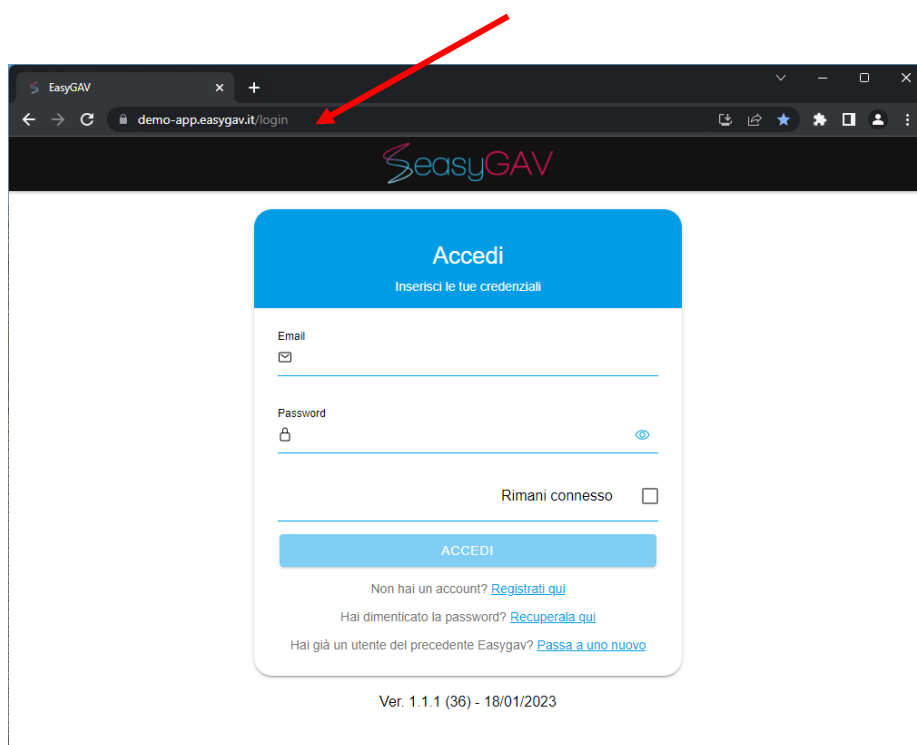 EasyGAV
demo-app.easygav.it/login
easyGAV
Accedi
Inserisci le tue credenziali
Email
Password
Rimani connesso
ACCEDI
Non hai un account? Registrati qui
Hai dimenticato la password? Recuperala qui
Hai già un utente del precedente Easygav? Passa a uno nuovo
Ver. 1.1.1 (36) - 18/01/2023